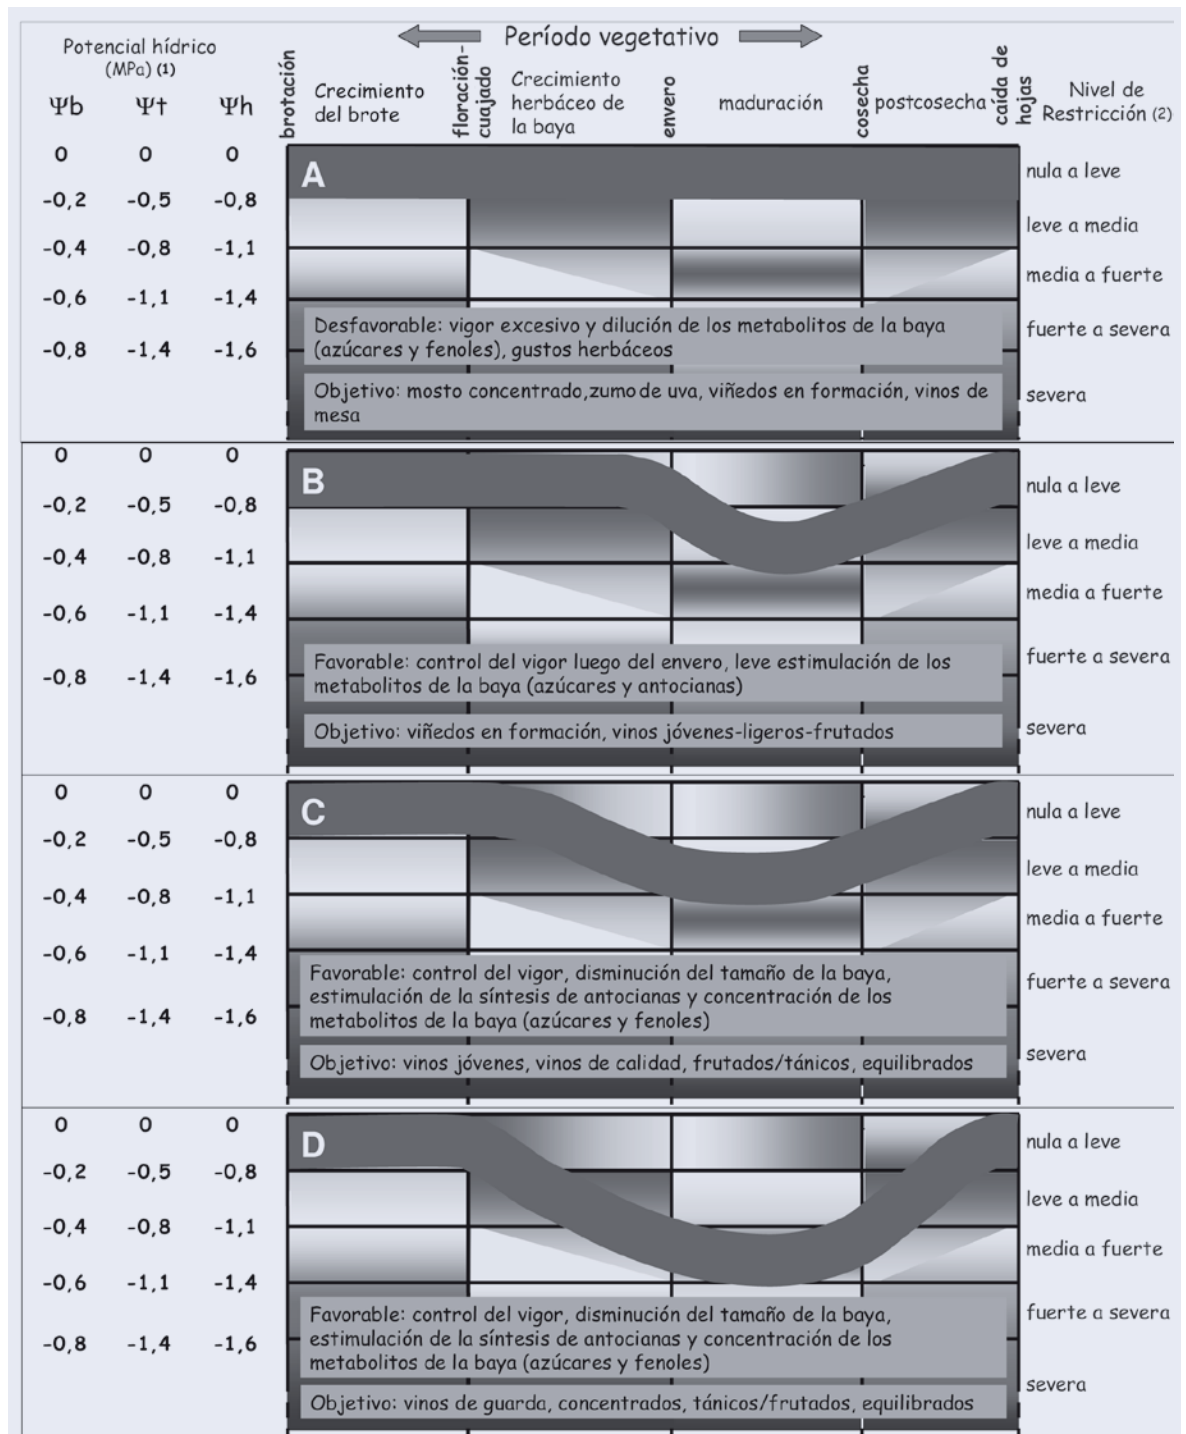 Período vegetativo
Potencial hídrico
(MPa) (1)
Ψb Ψt Ψh
brotación
Crecimiento
del brote
floración-
cuajado
Crecimiento
herbáceo de
la baya
envero
maduración
cosecha
postcosecha
caída de
hojas
Nivel de
Restricción (2)
0 0 0
-0,2 -0,5 -0,8
-0,4 -0,8 -1,1
-0,6 -1,1 -1,4
-0,8 -1,4 -1,6
A
nula a leve
leve a media
media a fuerte
fuerte a severa
severa
Desfavorable: vigor excesivo y dilución de los metabolitos de la baya
(azúcares y fenoles), gustos herbáceos
Objetivo: mosto concentrado,zumo de uva, viñedos en formación, vinos de
mesa
0 0 0
-0,2 -0,5 -0,8
-0,4 -0,8 -1,1
-0,6 -1,1 -1,4
-0,8 -1,4 -1,6
B
nula a leve
leve a media
media a fuerte
fuerte a severa
severa
Favorable: control del vigor luego del envero, leve estimulación de los
metabolitos de la baya (azúcares y antocianas)
Objetivo: viñedos en formación, vinos jóvenes-ligeros-frutados
0 0 0
-0,2 -0,5 -0,8
-0,4 -0,8 -1,1
-0,6 -1,1 -1,4
-0,8 -1,4 -1,6
C
nula a leve
leve a media
media a fuerte
fuerte a severa
severa
Favorable: control del vigor, disminución del tamaño de la baya,
estimulación de la síntesis de antocianas y concentración de los
metabolitos de la baya (azúcares y fenoles)
Objetivo: vinos jóvenes, vinos de calidad, frutados/tánicos, equilibrados
0 0 0
-0,2 -0,5 -0,8
-0,4 -0,8 -1,1
-0,6 -1,1 -1,4
-0,8 -1,4 -1,6
D
nula a leve
leve a media
media a fuerte
fuerte a severa
severa
Favorable: control del vigor, disminución del tamaño de la baya,
estimulación de la síntesis de antocianas y concentración de los
metabolitos de la baya (azúcares y fenoles)
Objetivo: vinos de guarda, concentrados, tánicos/frutados, equilibrados